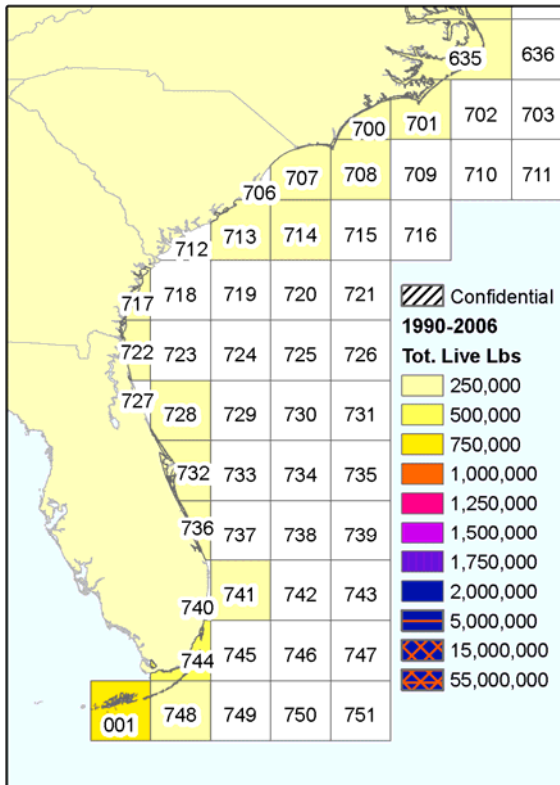 635 636
700 701 702 703
706 707 708 709 710 711
712 713 714 715 716
717 718 719 720 721
722 723 724 725 726
727 728 729 730 731
732 733 734 735
736 737 738 739
740 741 742 743
744 745 746 747
001 748 749 750 751
Confidential
1990-2006
Tot. Live Lbs
250,000
500,000
750,000
1,000,000
1,250,000
1,500,000
1,750,000
2,000,000
5,000,000
15,000,000
55,000,000